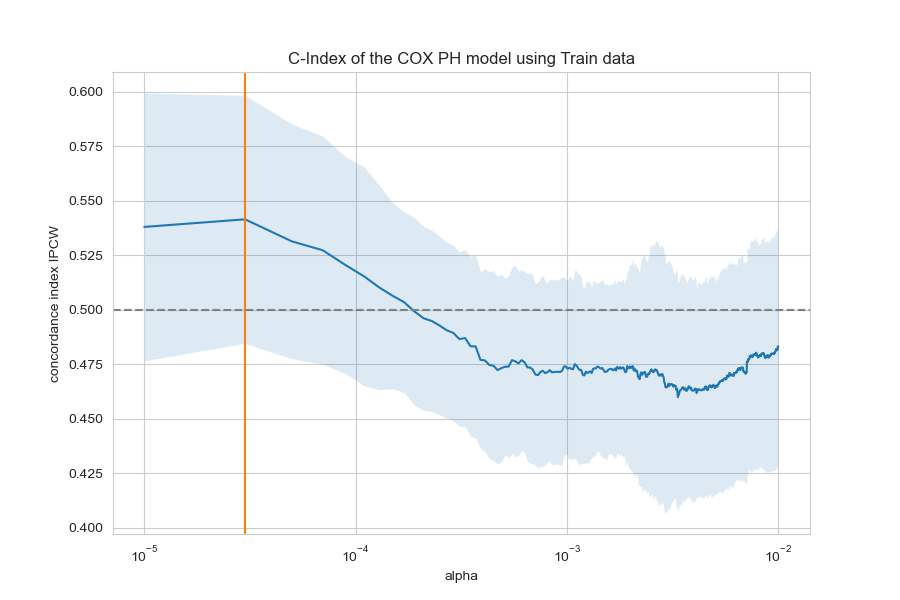 C-Index of the COX PH model using Train data
concordance index IPCW
0.600
0.575
0.550
0.525
0.500
0.475
0.450
0.425
0.400
10⁻⁵ 10⁻⁴ 10⁻³ 10⁻²
alpha